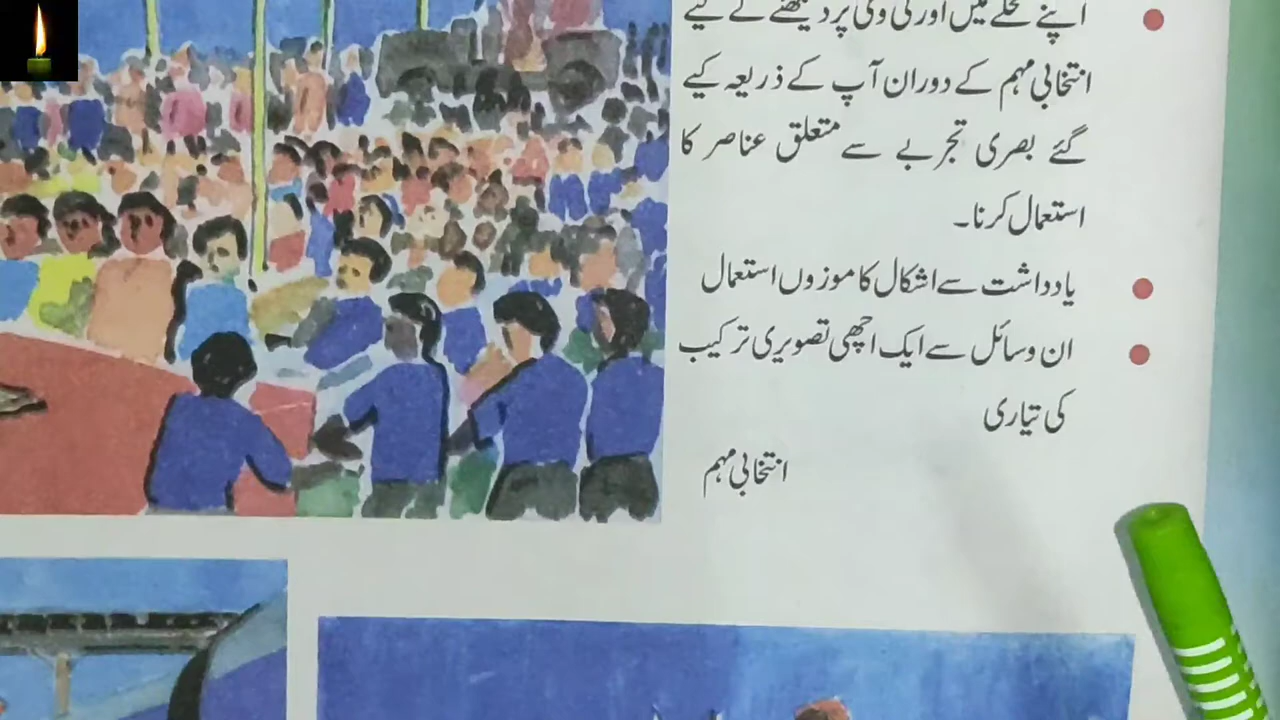 اپنے محلے میں اور ٹی وی پر دیکھنے کے لیے
انتخابی مہم کے دوران آپ کے ذریعہ کیے
گئے بصری تجربے سے متعلق عناصر کا
استعمال کرنا۔
یادداشت سے اشکال کا موزوں استعمال
ان وسائل سے ایک اچھی تصویری ترکیب
کی تیاری
انتخابی مہم